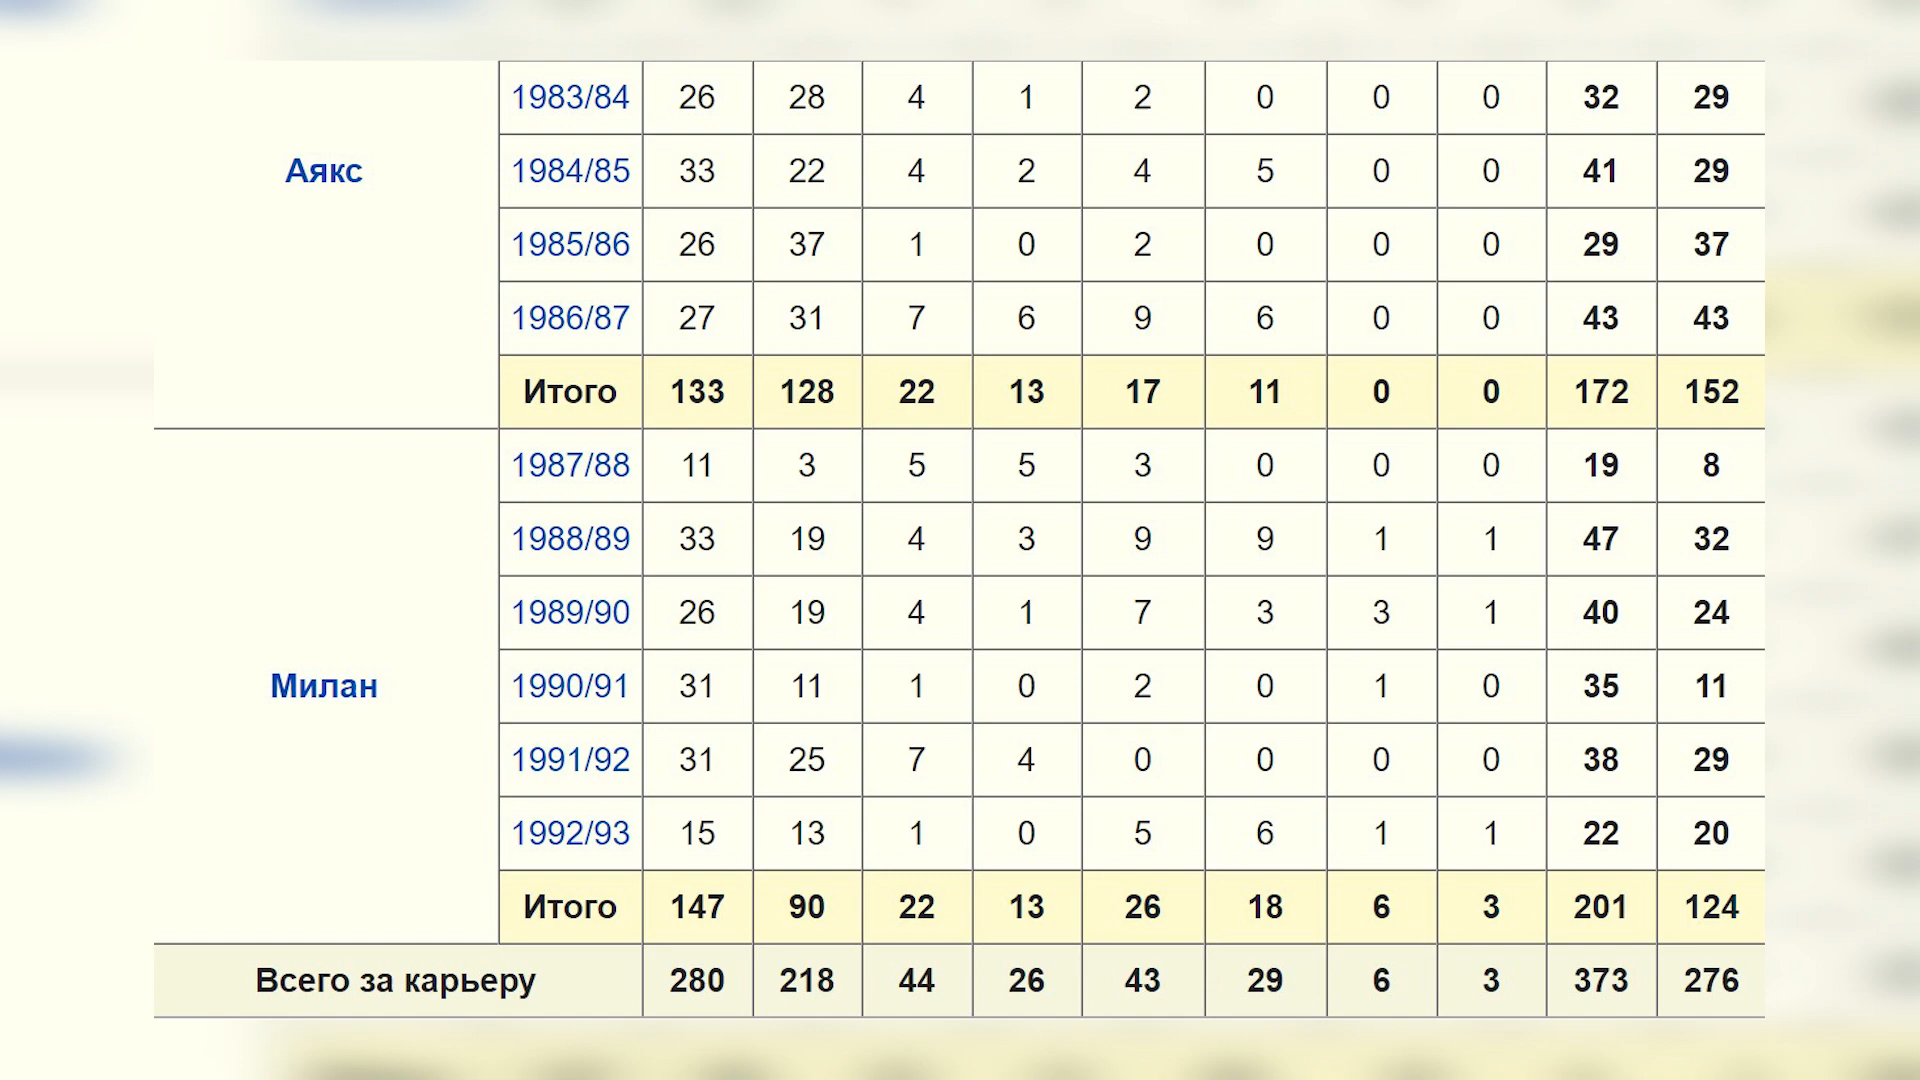 1983/84 26 28 4 1 2 0 0 0 32 29
Аякс 1984/85 33 22 4 2 4 5 0 0 41 29
1985/86 26 37 1 0 2 0 0 0 29 37
1986/87 27 31 7 6 9 6 0 0 43 43
Итого 133 128 22 13 17 11 0 0 172 152
1987/88 11 3 5 5 3 0 0 0 19 8
1988/89 33 19 4 3 9 9 1 1 47 32
1989/90 26 19 4 1 7 3 3 1 40 24
Милан 1990/91 31 11 1 0 2 0 1 0 35 11
1991/92 31 25 7 4 0 0 0 0 38 29
1992/93 15 13 1 0 5 6 1 1 22 20
Итого 147 90 22 13 26 18 6 3 201 124
Всего за карьеру 280 218 44 26 43 29 6 3 373 276